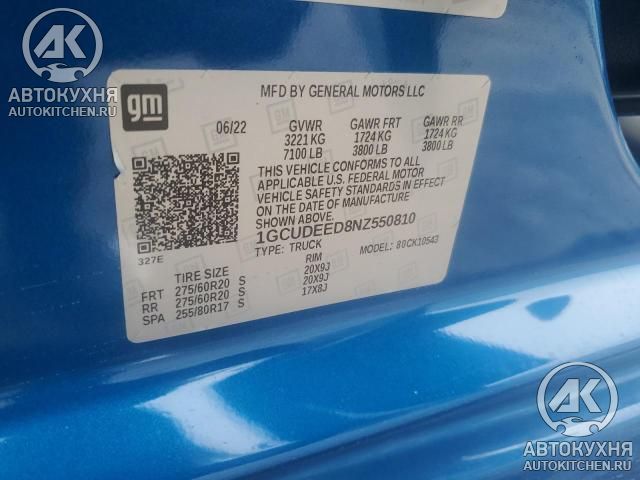 АК
АВТОКУХНЯ
AUTOKITCHEN.RU
gm
MFD BY GENERAL MOTORS LLC
06/22 GVWR GAWR FRT GAWR RR
3221 KG 1724 KG 1724 KG
7100 LB 3800 LB 3800 LB
THIS VEHICLE CONFORMS TO ALL
APPLICABLE U.S. FEDERAL MOTOR
VEHICLE SAFETY STANDARDS IN EFFECT
ON THE DATE OF MANUFACTURE
SHOWN ABOVE.
1GCUDEED8NZ550810
TYPE: TRUCK MODEL: 80CK10543
327E
TIRE SIZE RIM
FRT 275/60R20 S 20X9J
RR 275/60R20 S 20X9J
SPA 255/80R17 S 17X8J
АК
АВТОКУХНЯ
AUTOKITCHEN.RU